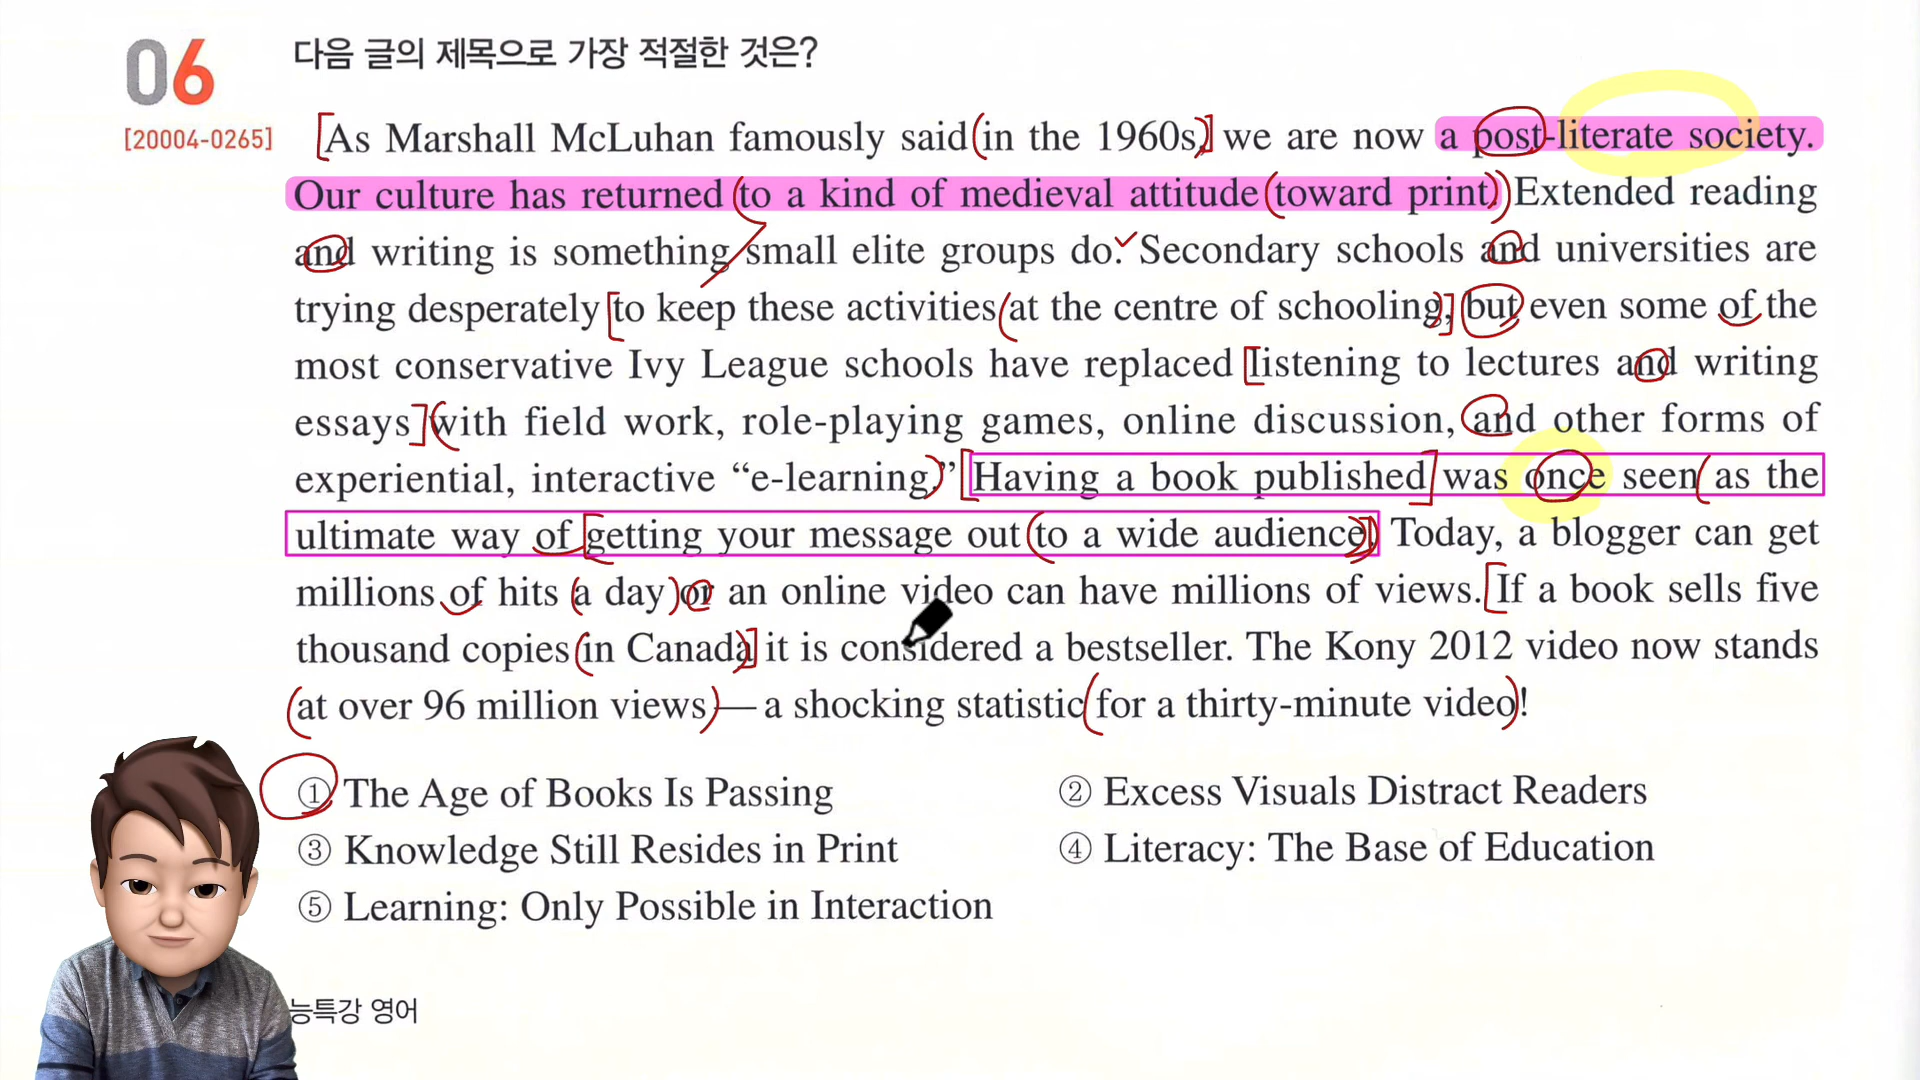 06
다음 글의 제목으로 가장 적절한 것은?
[20004-0265]
As Marshall McLuhan famously said in the 1960s, we are now a post-literate society.
Our culture has returned to a kind of medieval attitude toward print. Extended reading
and writing is something small elite groups do. Secondary schools and universities are
trying desperately to keep these activities at the centre of schooling, but even some of the
most conservative Ivy League schools have replaced listening to lectures and writing
essays with field work, role-playing games, online discussion, and other forms of
experiential, interactive “e-learning.” Having a book published was once seen as the
ultimate way of getting your message out to a wide audience. Today, a blogger can get
millions of hits a day or an online video can have millions of views. If a book sells five
thousand copies in Canada, it is considered a bestseller. The Kony 2012 video now stands
at over 96 million views — a shocking statistic for a thirty-minute video!
① The Age of Books Is Passing
② Excess Visuals Distract Readers
③ Knowledge Still Resides in Print
④ Literacy: The Base of Education
⑤ Learning: Only Possible in Interaction
능특강 영어